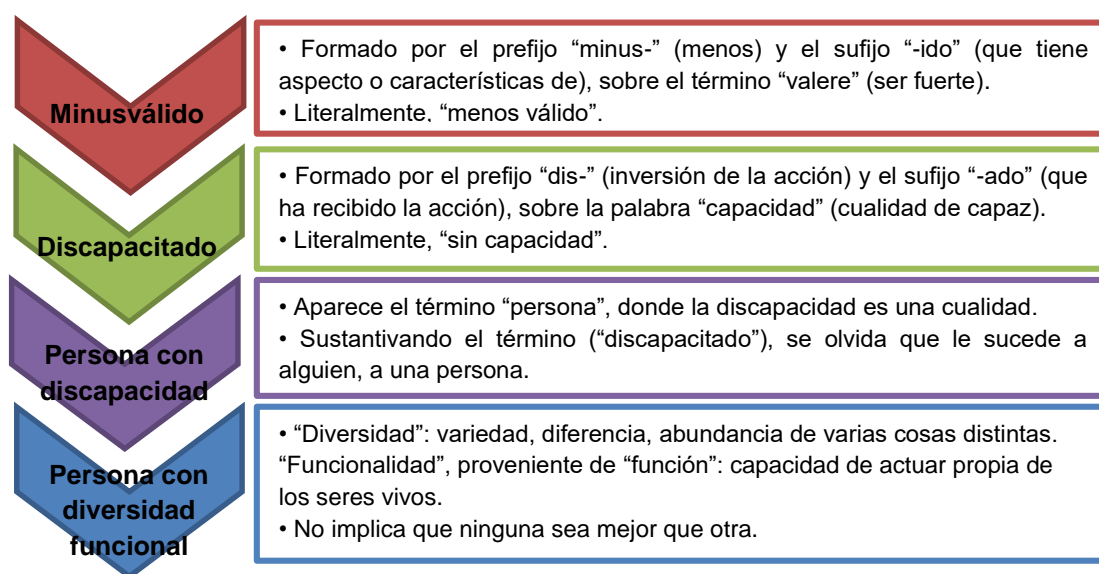 Minusválido
• Formado por el prefijo “minus-” (menos) y el sufijo “-ido” (que tiene
aspecto o características de), sobre el término “valere” (ser fuerte).
• Literalmente, “menos válido”.
Discapacitado
• Formado por el prefijo “dis-” (inversión de la acción) y el sufijo “-ado” (que
ha recibido la acción), sobre la palabra “capacidad” (cualidad de capaz).
• Literalmente, “sin capacidad”.
Persona con
discapacidad
• Aparece el término “persona”, donde la discapacidad es una cualidad.
• Sustantivando el término (“discapacitado”), se olvida que le sucede a
alguien, a una persona.
Persona con
diversidad
funcional
• “Diversidad”: variedad, diferencia, abundancia de varias cosas distintas.
“Funcionalidad”, proveniente de “función”: capacidad de actuar propia de
los seres vivos.
• No implica que ninguna sea mejor que otra.